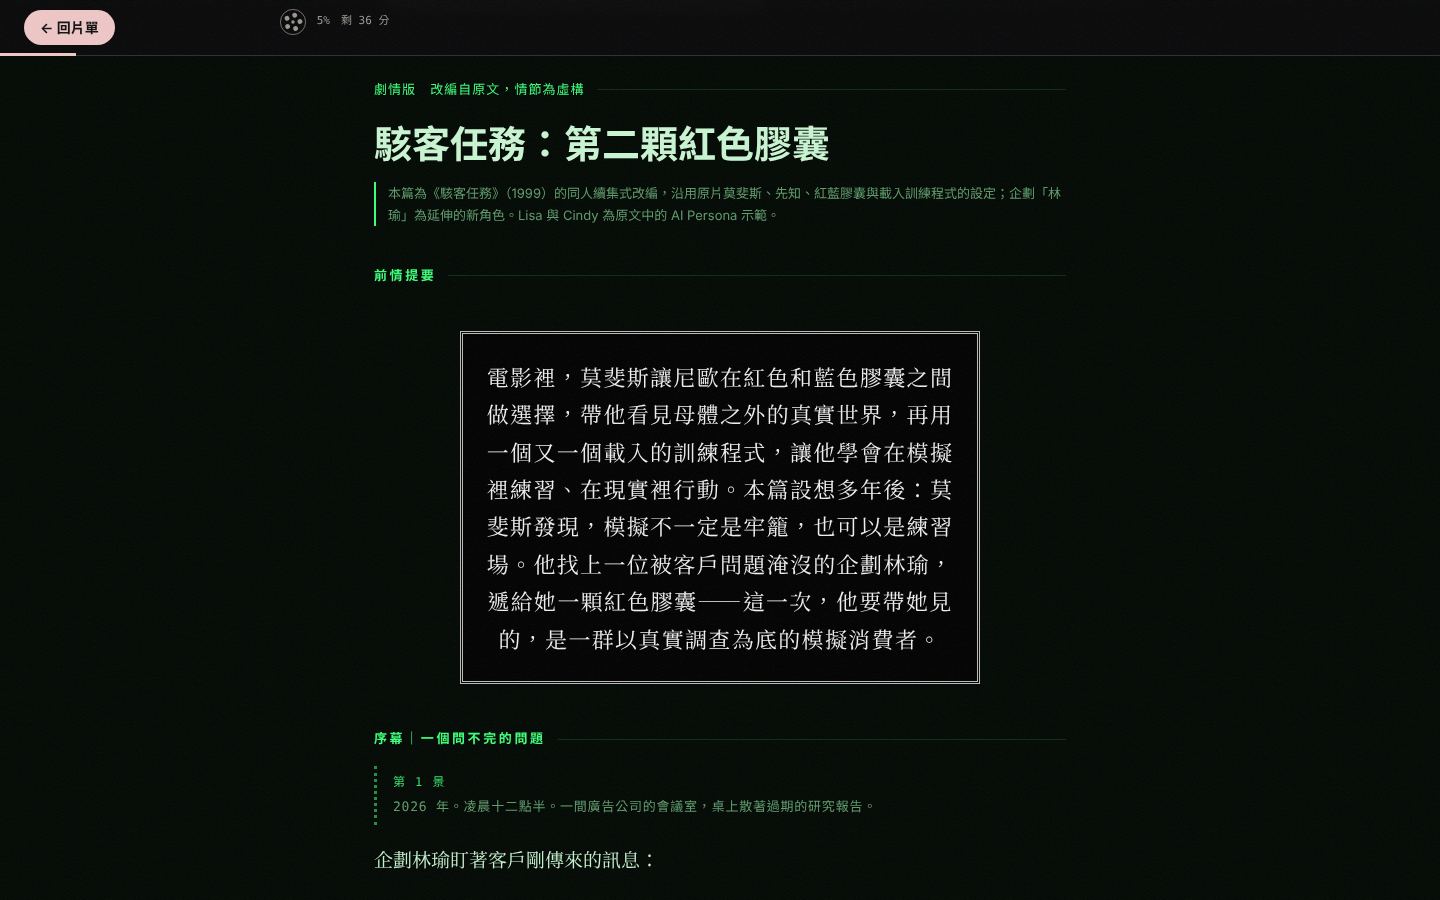 ← 回片單
5% 剩 36 分
劇情版 改編自原文，情節為虛構
駭客任務：第二顆紅色膠囊
本篇為《駭客任務》（1999）的同人續集式改編，沿用原片莫斐斯、先知、紅藍膠囊與載入訓練程式的設定；企劃「林
瑜」為延伸的新角色。Lisa 與 Cindy 為原文中的 AI Persona 示範。
前情提要
電影裡，莫斐斯讓尼歐在紅色和藍色膠囊之間
做選擇，帶他看見母體之外的真實世界，再用
一個又一個載入的訓練程式，讓他學會在模擬
裡練習、在現實裡行動。本篇設想多年後：莫
斐斯發現，模擬不一定是牢籠，也可以是練習
場。他找上一位被客戶問題淹沒的企劃林瑜，
遞給她一顆紅色膠囊——這一次，他要帶她見
的，是一群以真實調查為底的模擬消費者。
序幕｜一個問不完的問題
第 1 景
2026 年。凌晨十二點半。一間廣告公司的會議室，桌上散著過期的研究報告。
企劃林瑜盯著客戶剛傳來的訊息：